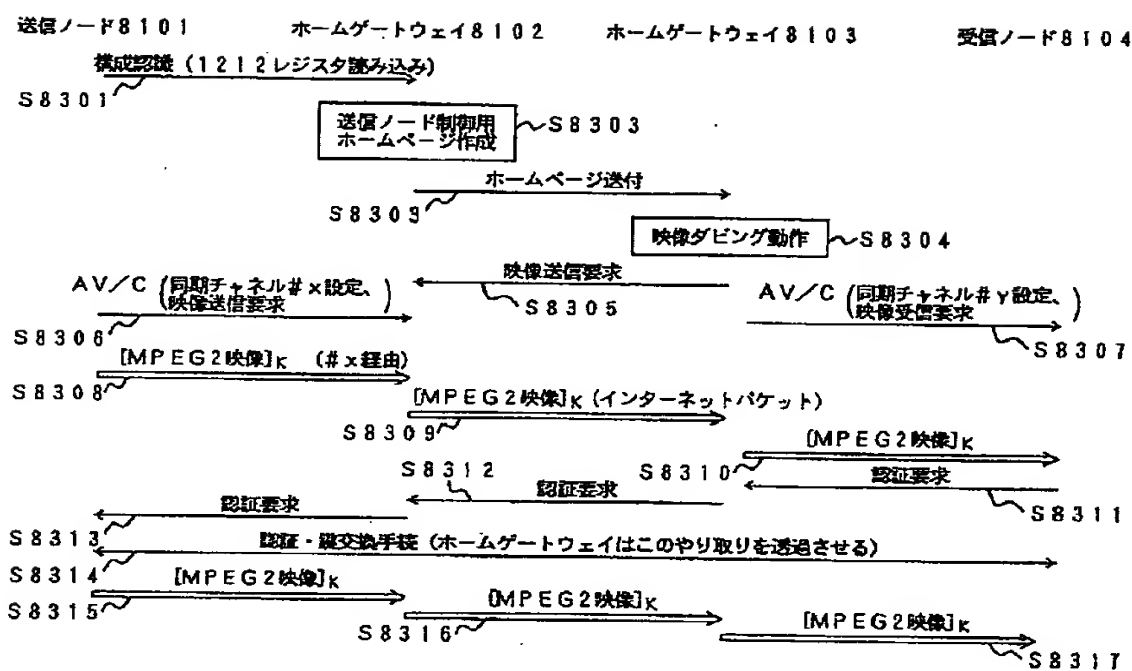 送信ノード8101 ホームゲートウェイ8102 ホームゲートウェイ8103 受信ノード8104
構成認識(1212レジスタ読み込み)
S8301
送信ノード制御用
ホームページ作成
S8303
ホームページ送付
S8303
映像ダビング動作
S8304
映像送信要求
S8305
AV/C(同期チャネル#x設定、
映像送信要求)
S8306
AV/C(同期チャネル#y設定、
映像受信要求)
S8307
[MPEG2映像]K (#x経由)
S8308
[MPEG2映像]K(インターネットパケット)
S8309
[MPEG2映像]K
S8310
認証要求
S8311
S8312
認証要求
認証要求
S8313
認証・鍵交換手続(ホームゲートウェイはこのやり取りを透過させる)
S8314
[MPEG2映像]K
S8315
[MPEG2映像]K
S8316
[MPEG2映像]K
S8317